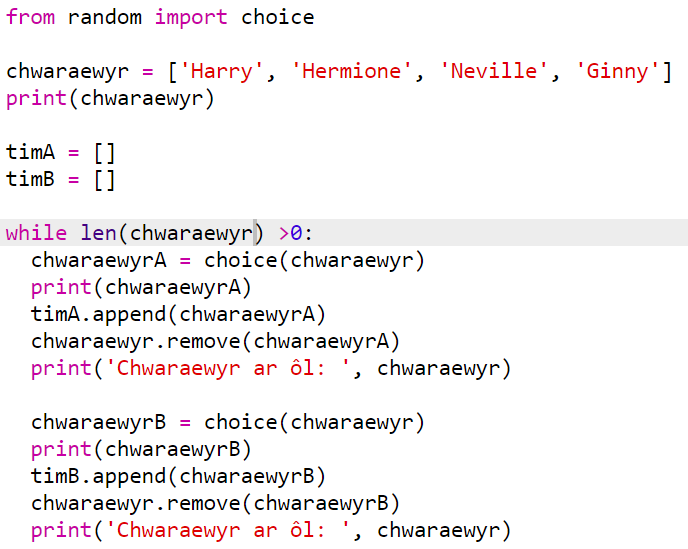 from random import choice
chwaraewyr = ['Harry', 'Hermione', 'Neville', 'Ginny']
print(chwaraewyr)
timA = []
timB = []
while len(chwaraewyr) >0:
  chwaraewyrA = choice(chwaraewyr)
  print(chwaraewyrA)
  timA.append(chwaraewyrA)
  chwaraewyr.remove(chwaraewyrA)
  print('Chwaraewyr ar ôl: ', chwaraewyr)
  chwaraewyrB = choice(chwaraewyr)
  print(chwaraewyrB)
  timB.append(chwaraewyrB)
  chwaraewyr.remove(chwaraewyrB)
  print('Chwaraewyr ar ôl: ', chwaraewyr)